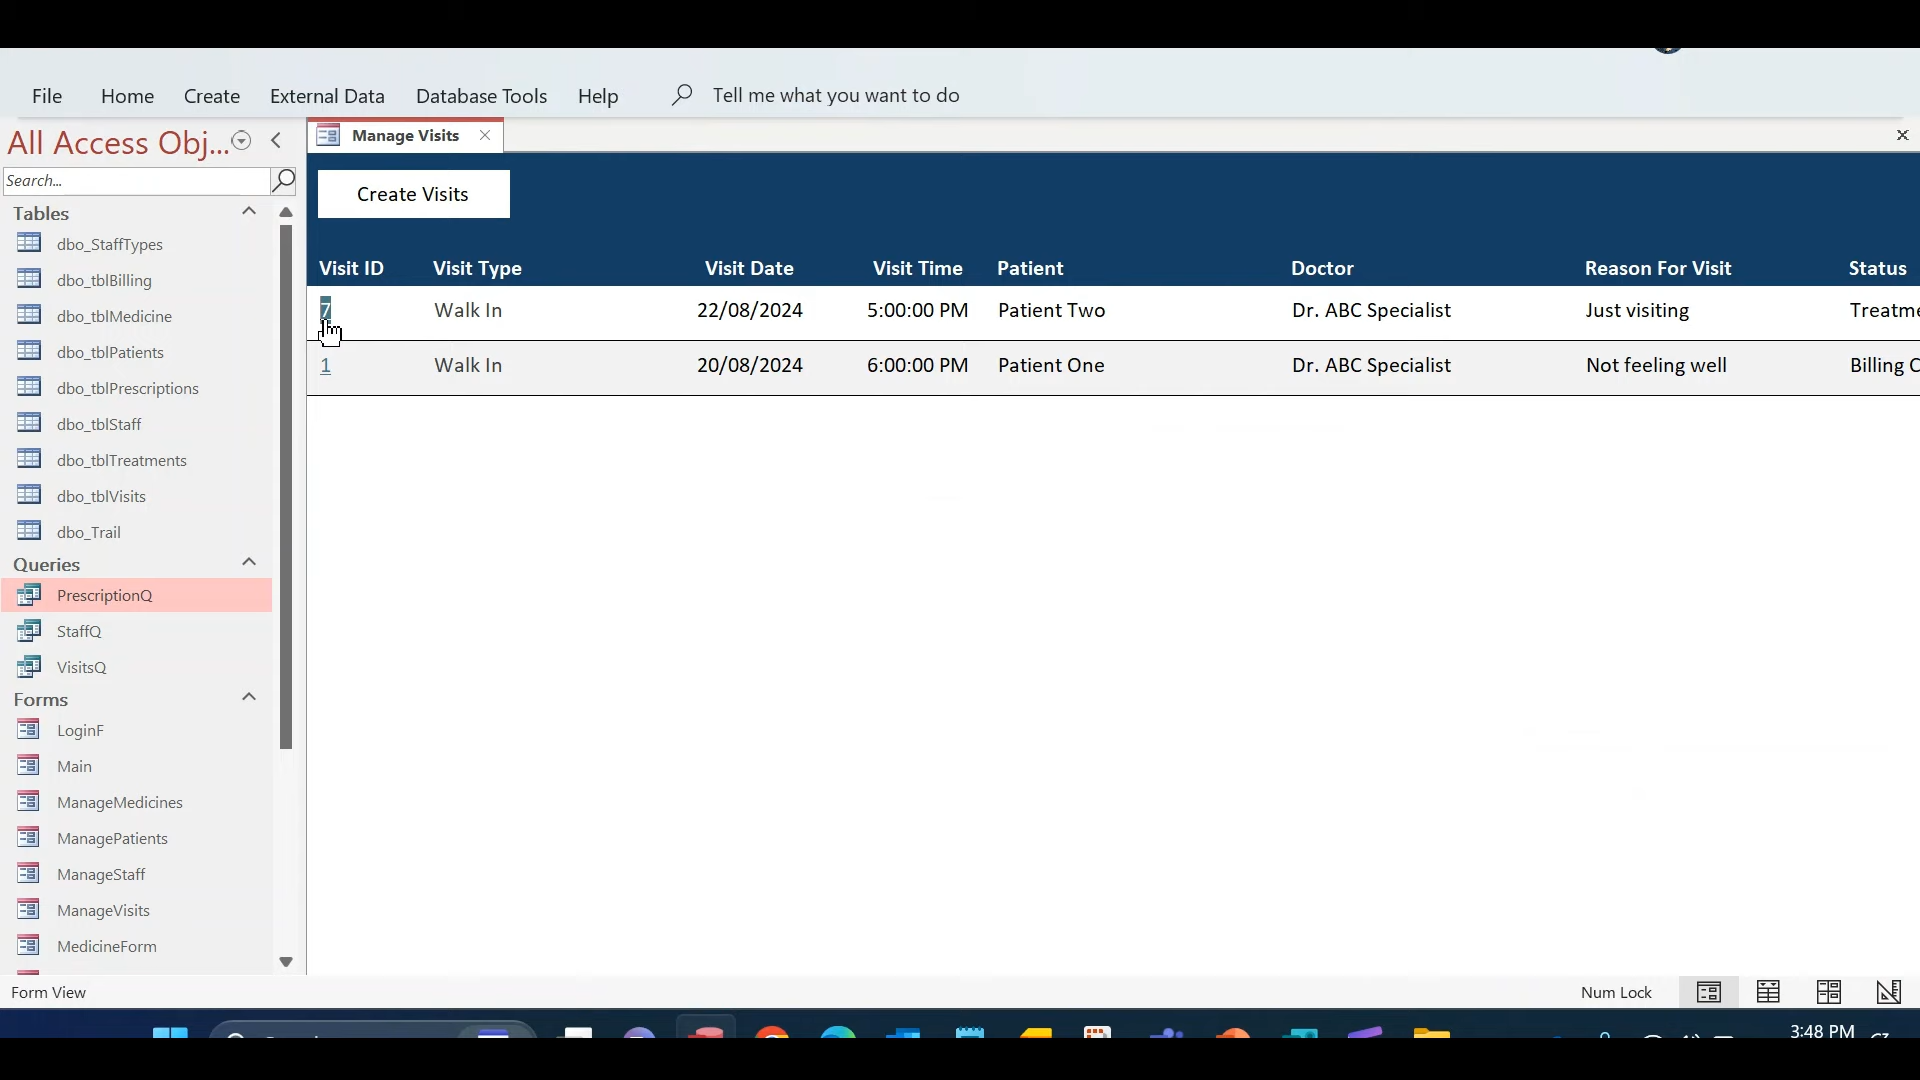 File Home Create External Data Database Tools Help Tell me what you want to do
All Access Obj...
Manage Visits
Search...
Create Visits
Tables
dbo_StaffTypes
dbo_tblBilling
dbo_tblMedicine
dbo_tblPatients
dbo_tblPrescriptions
dbo_tblStaff
dbo_tblTreatments
dbo_tblVisits
dbo_Trail
Queries
PrescriptionQ
StaffQ
VisitsQ
Forms
LoginF
Main
ManageMedicines
ManagePatients
ManageStaff
ManageVisits
MedicineForm
Visit ID Visit Type Visit Date Visit Time Patient Doctor Reason For Visit Status
7 Walk In 22/08/2024 5:00:00 PM Patient Two Dr. ABC Specialist Just visiting Treatme
1 Walk In 20/08/2024 6:00:00 PM Patient One Dr. ABC Specialist Not feeling well Billing C
Form View Num Lock
3:48 PM